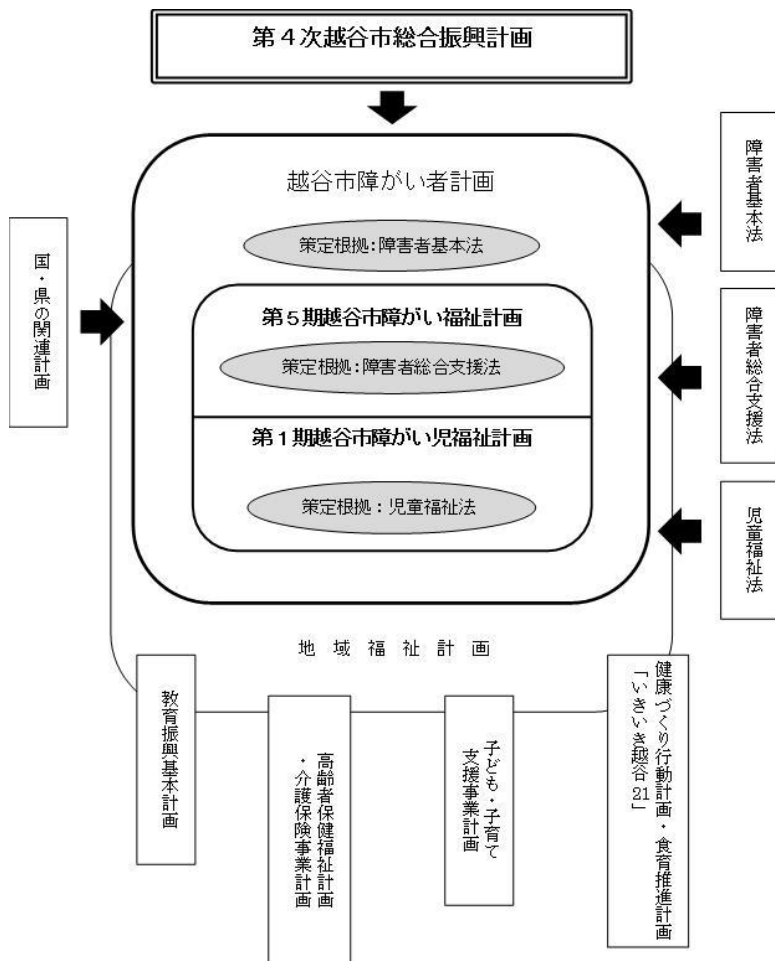 第４次越谷市総合振興計画
越谷市障がい者計画
策定根拠:障害者基本法
第５期越谷市障がい福祉計画
策定根拠:障害者総合支援法
第１期越谷市障がい児福祉計画
策定根拠：児童福祉法
国・県の関連計画
障害者基本法
障害者総合支援法
児童福祉法
地域福祉計画
教育振興基本計画
高齢者保健福祉計画
・介護保険事業計画
子ども・子育て
支援事業計画
健康づくり行動計画・食育推進計画
「いきいき越谷21」